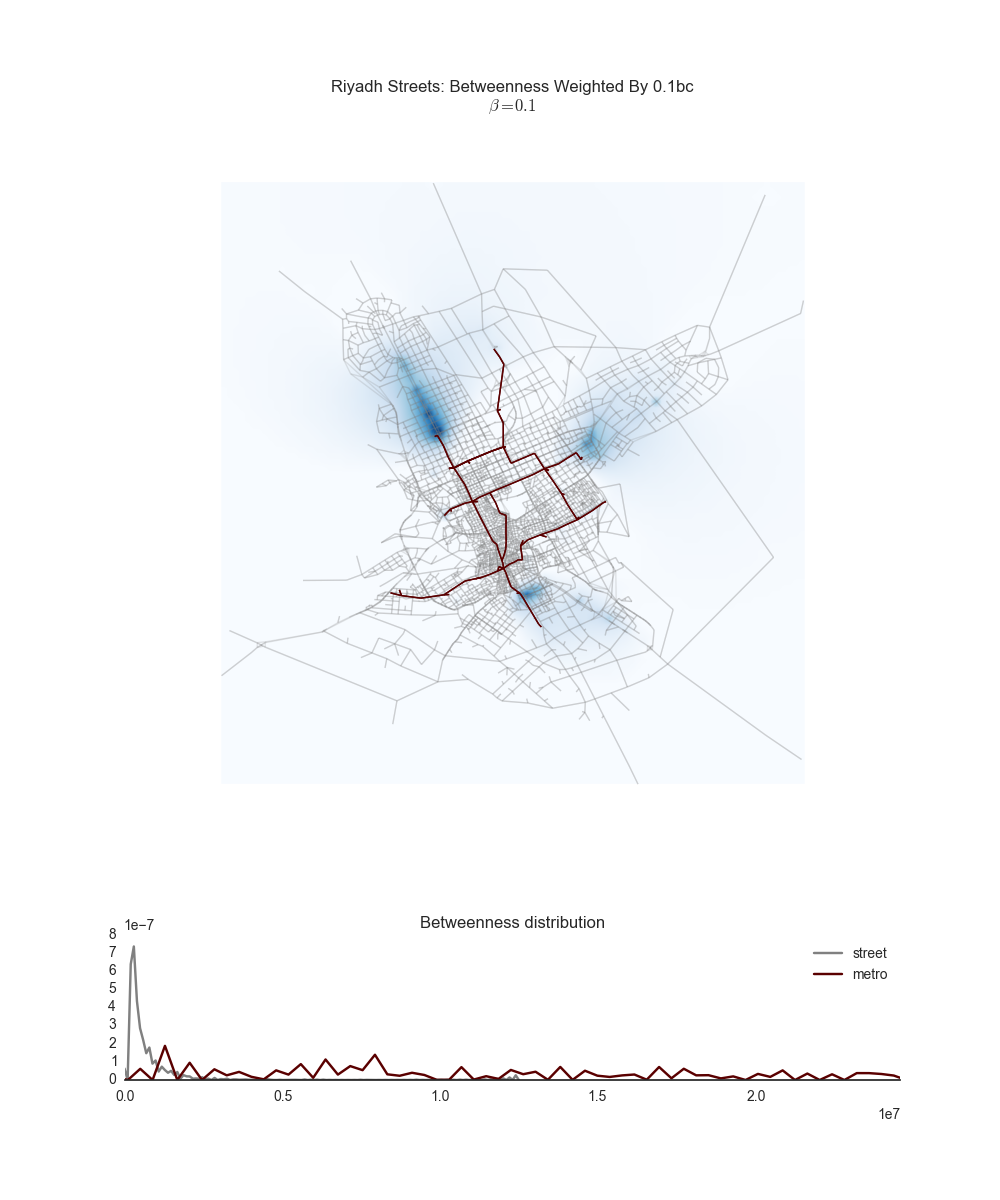 Riyadh Streets: Betweenness Weighted By 0.1bc
β=0.1
Betweenness distribution
1e−7
8
7
6
5
4
3
2
1
0
street
metro
0.0 0.5 1.0 1.5 2.0
1e7